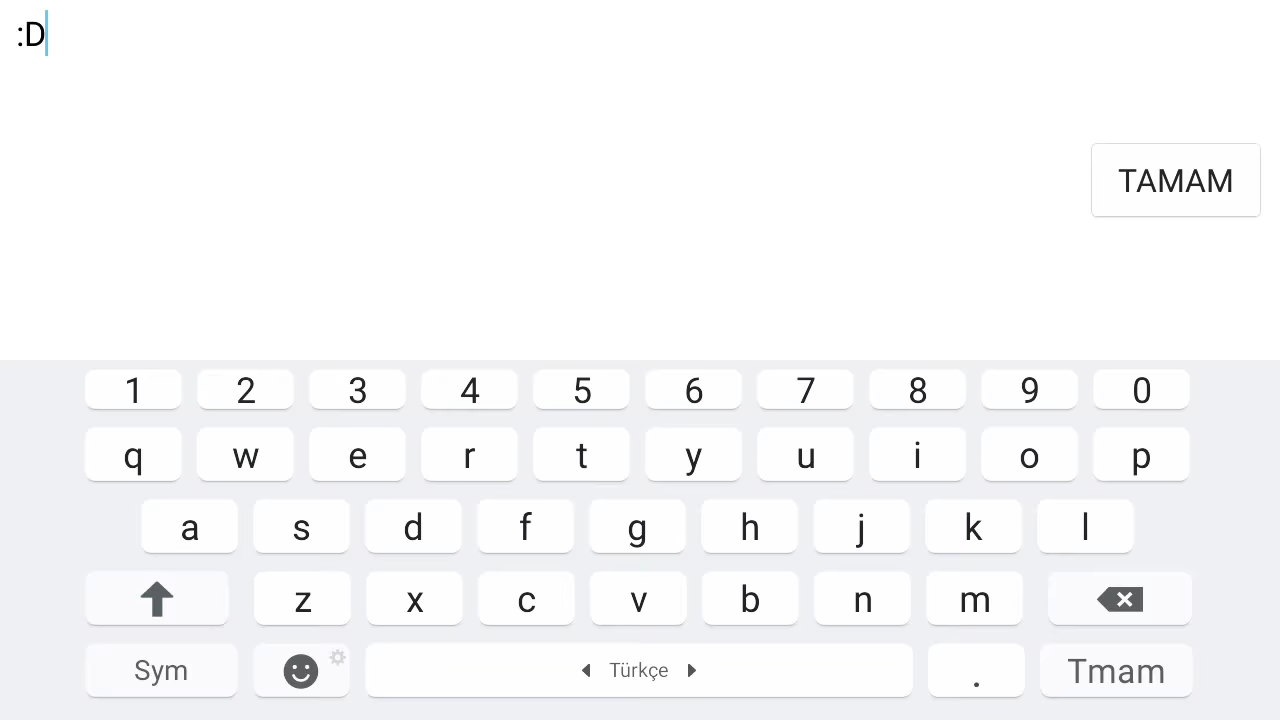 :D
TAMAM
1 2 3 4 5 6 7 8 9 0
q w e r t y u i o p
a s d f g h j k l
z x c v b n m
Sym Türkçe . Tmam